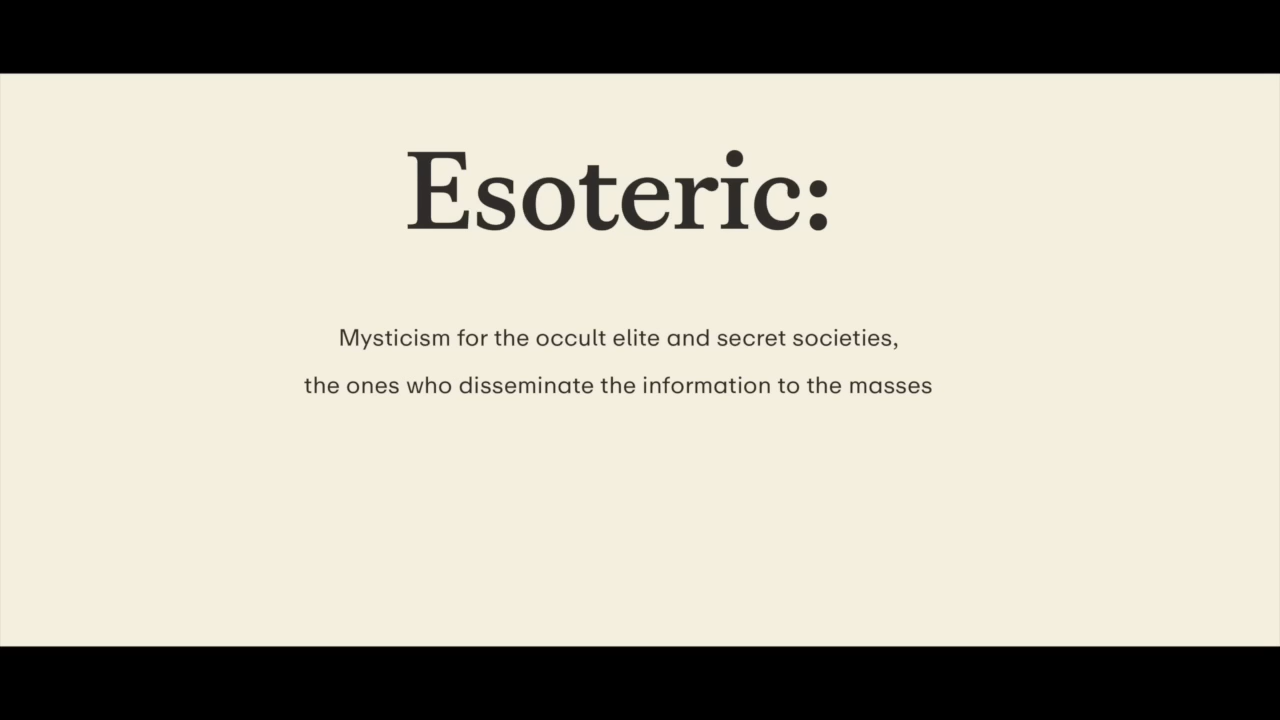 Esoteric:
Mysticism for the occult elite and secret societies,
the ones who disseminate the information to the masses